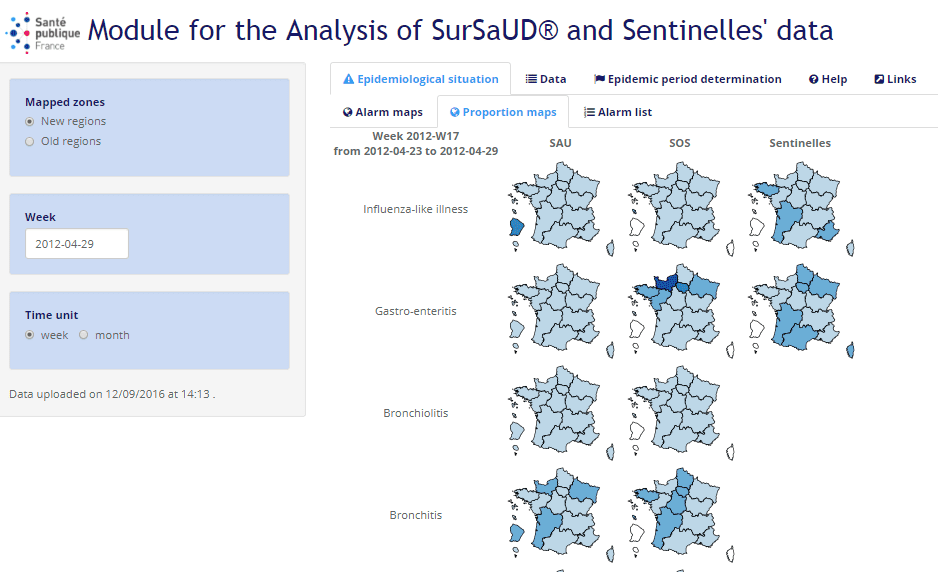 Santé
publique
France
Module for the Analysis of SurSaUD® and Sentinelles' data
Mapped zones
New regions
Old regions
Week
2012-04-29
Time unit
week month
Data uploaded on 12/09/2016 at 14:13 .
Epidemiological situation Data Epidemic period determination Help Links
Alarm maps Proportion maps Alarm list
Week 2012-W17
from 2012-04-23 to 2012-04-29
SAU SOS Sentinelles
Influenza-like illness
Gastro-enteritis
Bronchiolitis
Bronchitis